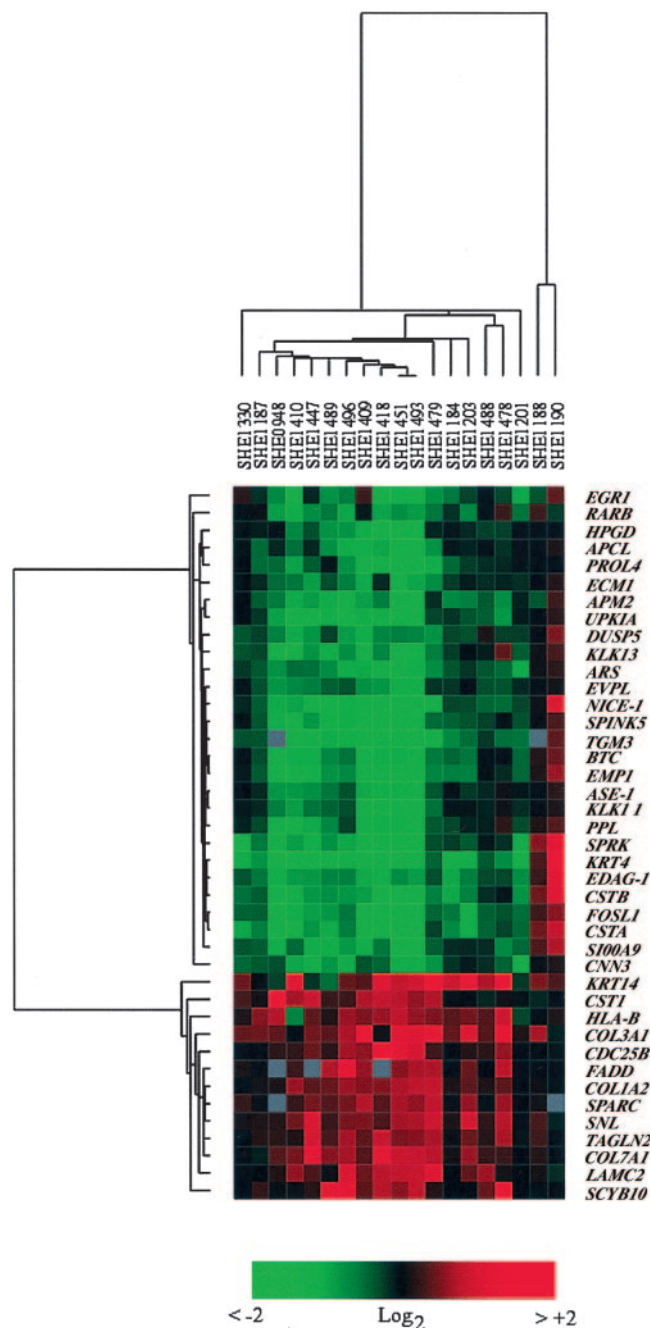 SHE1330
SHE1187
SHE0948
SHE1410
SHE1447
SHE1489
SHE1496
SHE1409
SHE1418
SHE1451
SHE1493
SHE1479
SHE1184
SHE1203
SHE1488
SHE1478
SHE1201
SHE1188
SHE1190
EGR1
RARB
HPGD
APCL
PROL4
ECM1
APM2
UPKIA
DUSP5
KLK13
ARS
EVPL
NICE-1
SPINK5
TGM3
BTC
EMP1
ASE-1
KLK11
PPL
SPRK
KRT4
EDAG-1
CSTB
FOSL1
CSTA
SI00A9
CNN3
KRT14
CST1
HLA-B
COL3A1
CDC25B
FADD
COL1A2
SPARC
SNL
TAGLN2
COL7A1
LAMC2
SCYB10
< -2 Log2 > +2